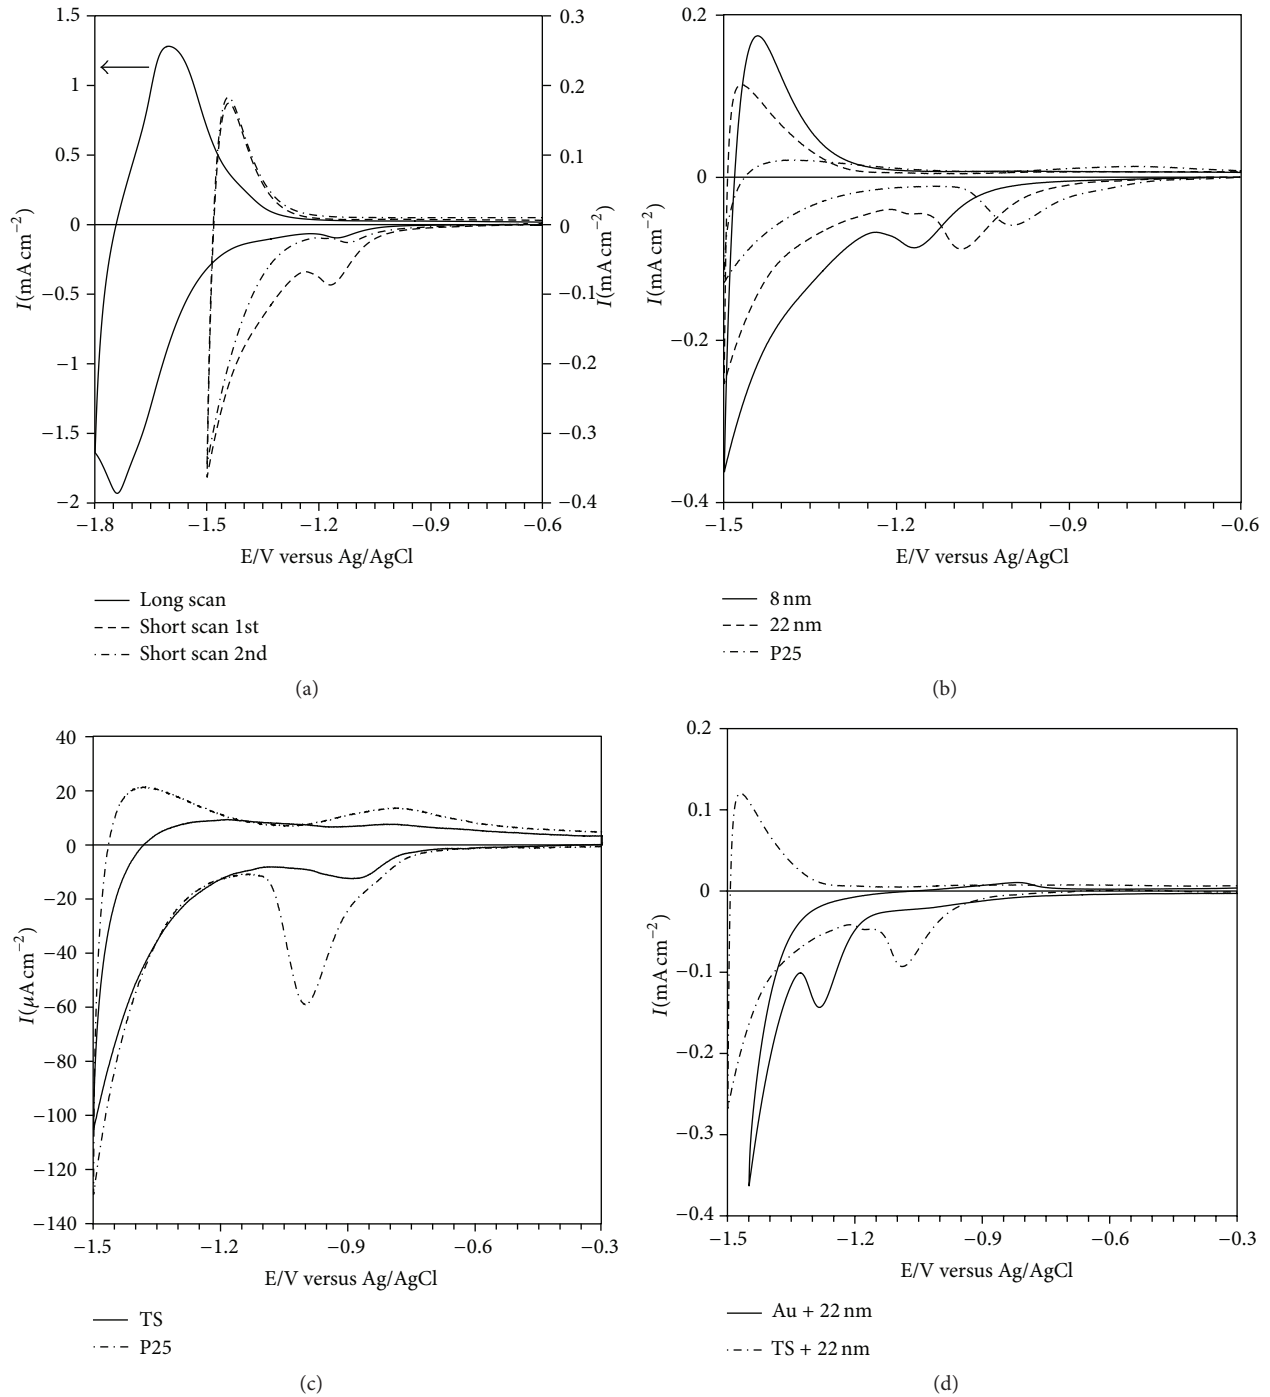 1.5
1
0.5
0
−0.5
−1
−1.5
−2
0.3
0.2
0.1
0
−0.1
−0.2
−0.3
−0.4
I(mA cm−2)
I(mA cm−2)
−1.8 −1.5 −1.2 −0.9 −0.6
E/V versus Ag/AgCl
Long scan
Short scan 1st
Short scan 2nd
(a)
0.2
0
−0.2
−0.4
I(mA cm−2)
−1.5 −1.2 −0.9 −0.6
E/V versus Ag/AgCl
8 nm
22 nm
P25
(b)
40
20
0
−20
−40
−60
−80
−100
−120
−140
I(μA cm−2)
−1.5 −1.2 −0.9 −0.6 −0.3
E/V versus Ag/AgCl
TS
P25
(c)
0.2
0.1
0
−0.1
−0.2
−0.3
−0.4
I(mA cm−2)
−1.5 −1.2 −0.9 −0.6 −0.3
E/V versus Ag/AgCl
Au + 22 nm
TS + 22 nm
(d)